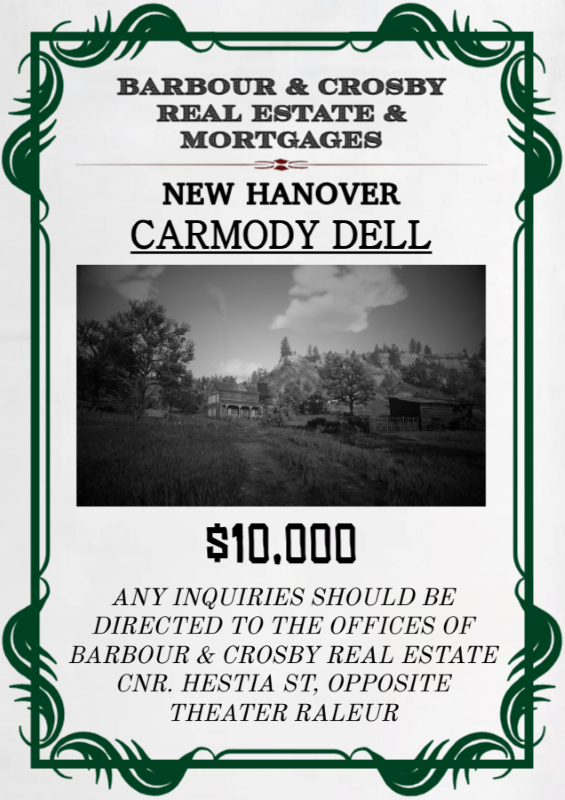 BARBOUR & CROSBY
REAL ESTATE &
MORTGAGES
NEW HANOVER
CARMODY DELL
$10,000
ANY INQUIRIES SHOULD BE
DIRECTED TO THE OFFICES OF
BARBOUR & CROSBY REAL ESTATE
CNR. HESTIA ST, OPPOSITE
THEATER RALEUR